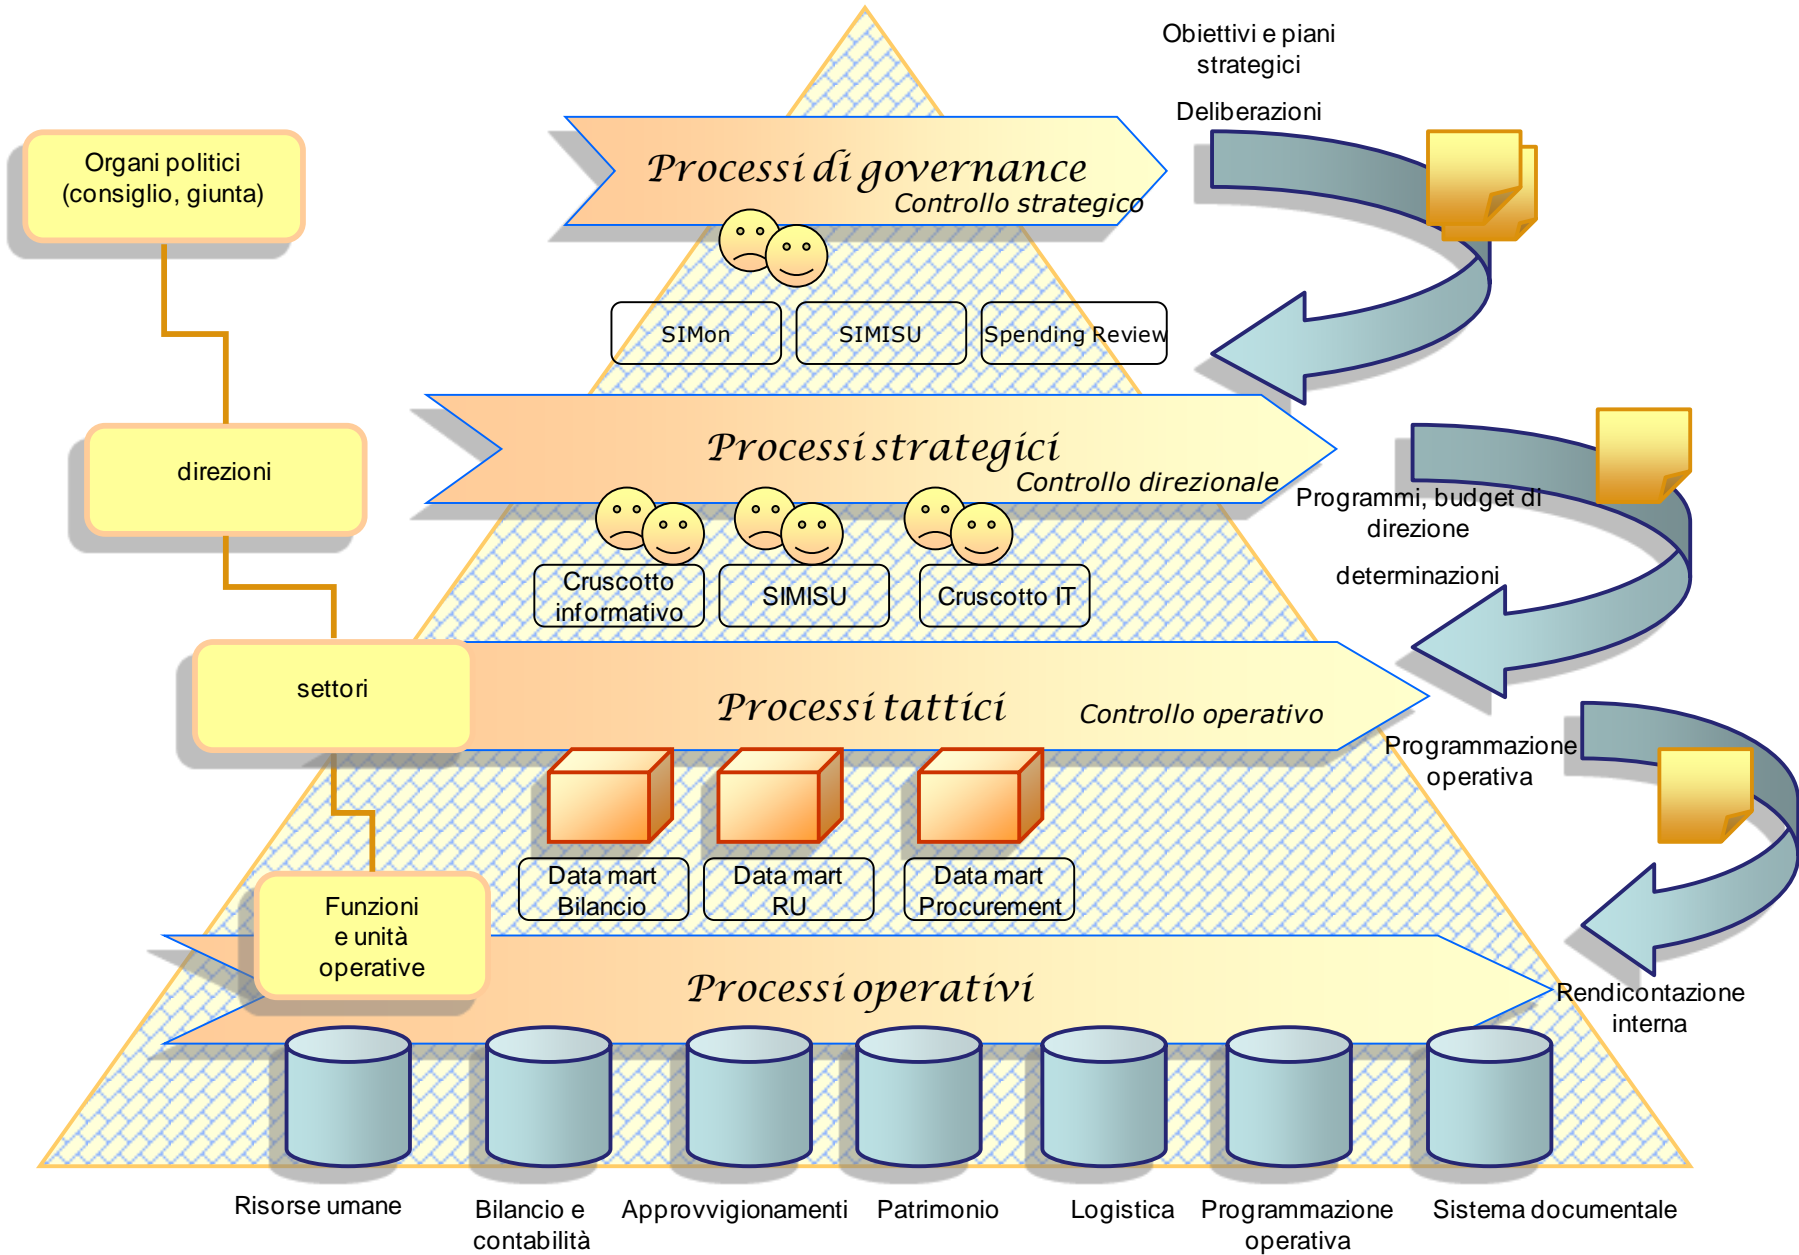 Obiettivi e piani
strategici
Deliberazioni
Organi politici
(consiglio, giunta)
Processi di governance
Controllo strategico
SIMon
SIMISU
Spending Review
direzioni
Processi strategici
Controllo direzionale
Programmi, budget di
direzione
determinazioni
Cruscotto
informativo
SIMISU
Cruscotto IT
settori
Processi tattici
Controllo operativo
Programmazione
operativa
Data mart
Bilancio
Data mart
RU
Data mart
Procurement
Funzioni
e unità
operative
Processi operativi
Rendicontazione
interna
Risorse umane
Bilancio e
contabilità
Approvvigionamenti
Patrimonio
Logistica
Programmazione
operativa
Sistema documentale